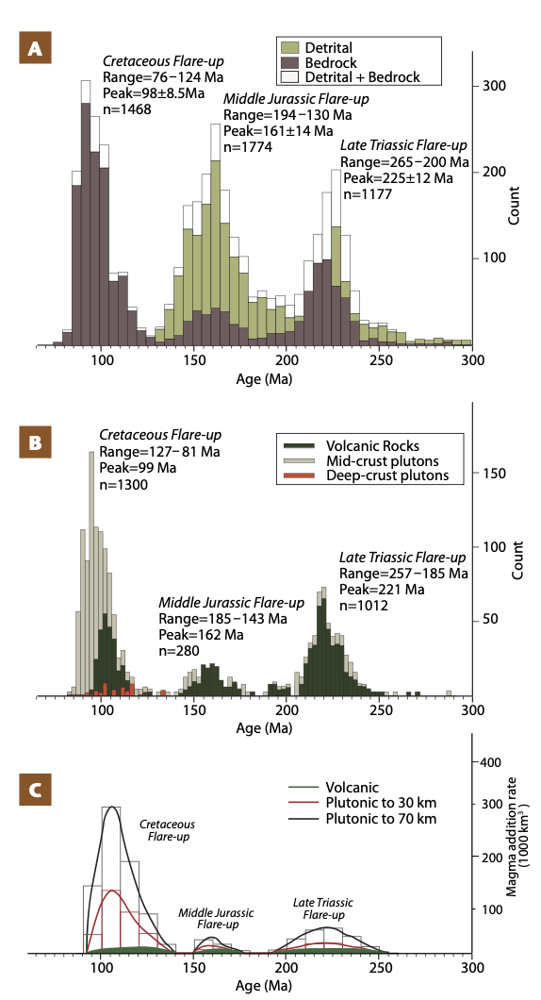 A
Cretaceous Flare-up
Range=76–124 Ma
Peak=98±8.5Ma
n=1468
Detrital
Bedrock
Detrital + Bedrock
Middle Jurassic Flare-up
Range=194–130 Ma
Peak=161±14 Ma
n=1774
Late Triassic Flare-up
Range=265–200 Ma
Peak=225±12 Ma
n=1177
300
200
100
Count
100 150 200 250 300
Age (Ma)
B
Cretaceous Flare-up
Range=127–81 Ma
Peak=99 Ma
n=1300
Volcanic Rocks
Mid-crust plutons
Deep-crust plutons
Middle Jurassic Flare-up
Range=185–143 Ma
Peak=162 Ma
n=280
Late Triassic Flare-up
Range=257–185 Ma
Peak=221 Ma
n=1012
150
100
50
Count
100 150 200 250 300
Age (Ma)
C
Volcanic
Plutonic to 30 km
Plutonic to 70 km
Cretaceous
Flare-up
Middle Jurassic
Flare-up
Late Triassic
Flare-up
400
300
200
100
Magma addition rate
(1000 km³ )
100 150 200 250 300
Age (Ma)